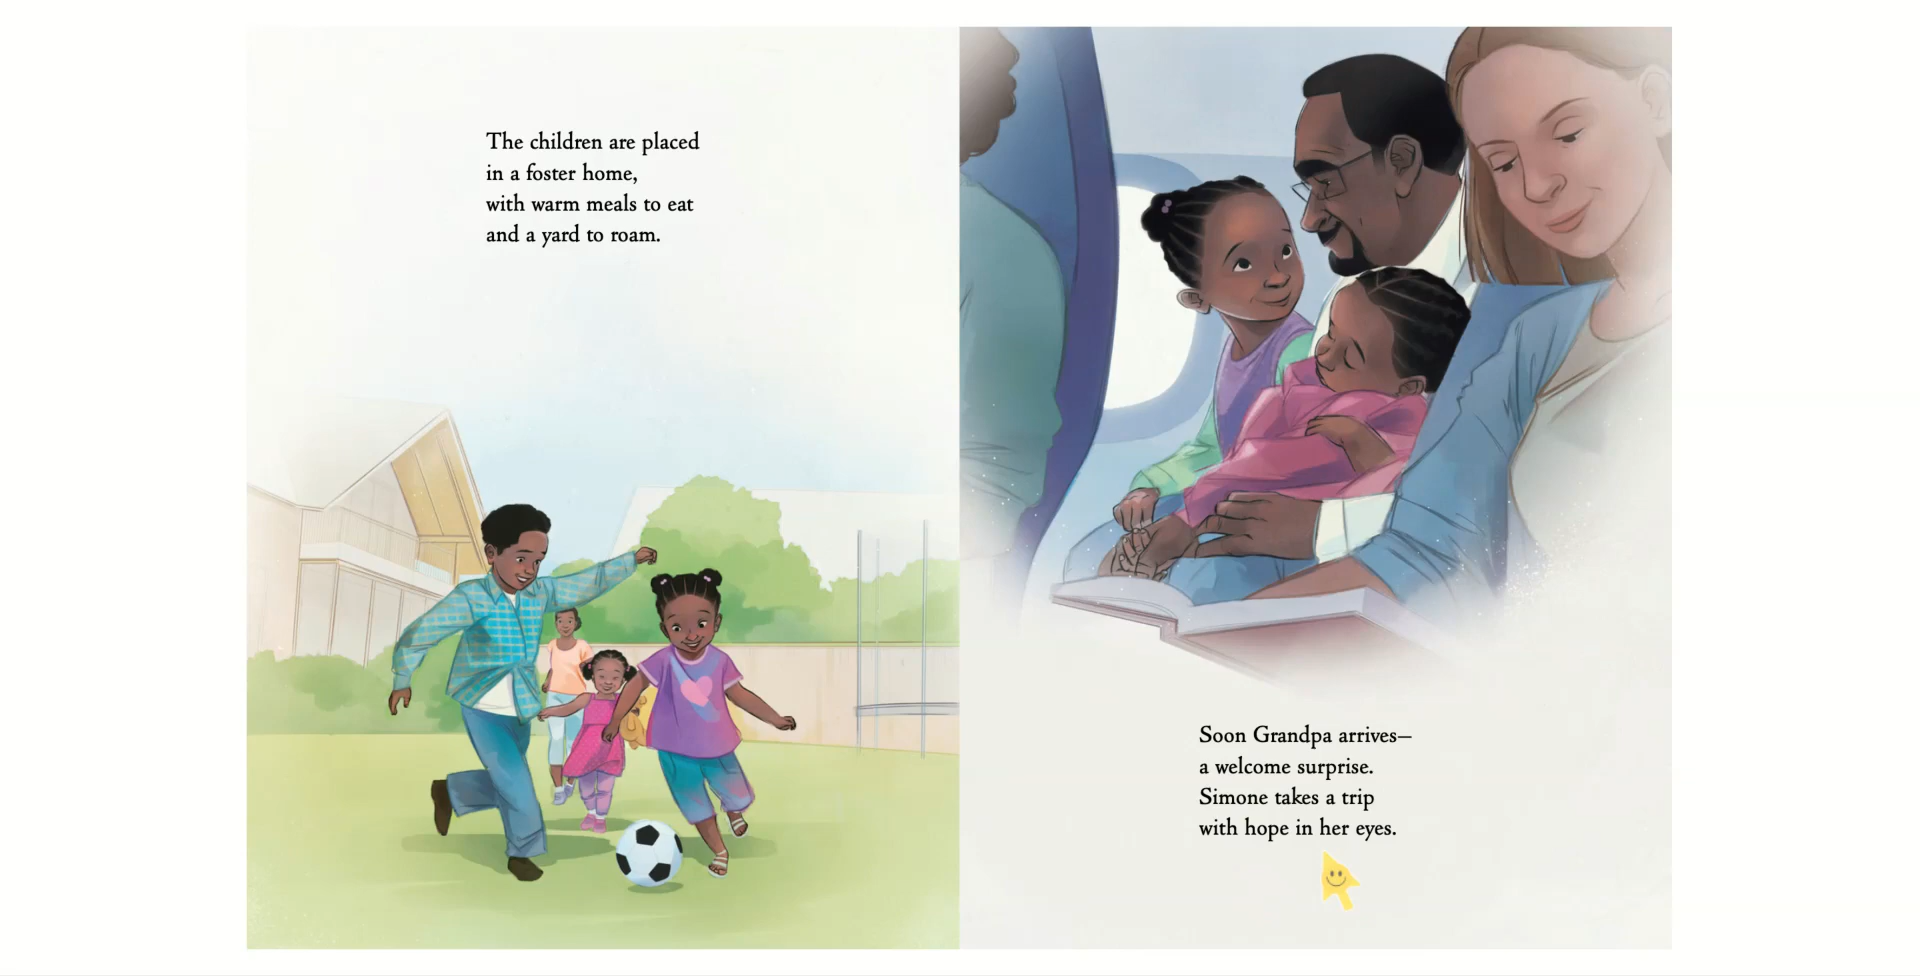 The children are placed
in a foster home,
with warm meals to eat
and a yard to roam.
Soon Grandpa arrives—
a welcome surprise.
Simone takes a trip
with hope in her eyes.